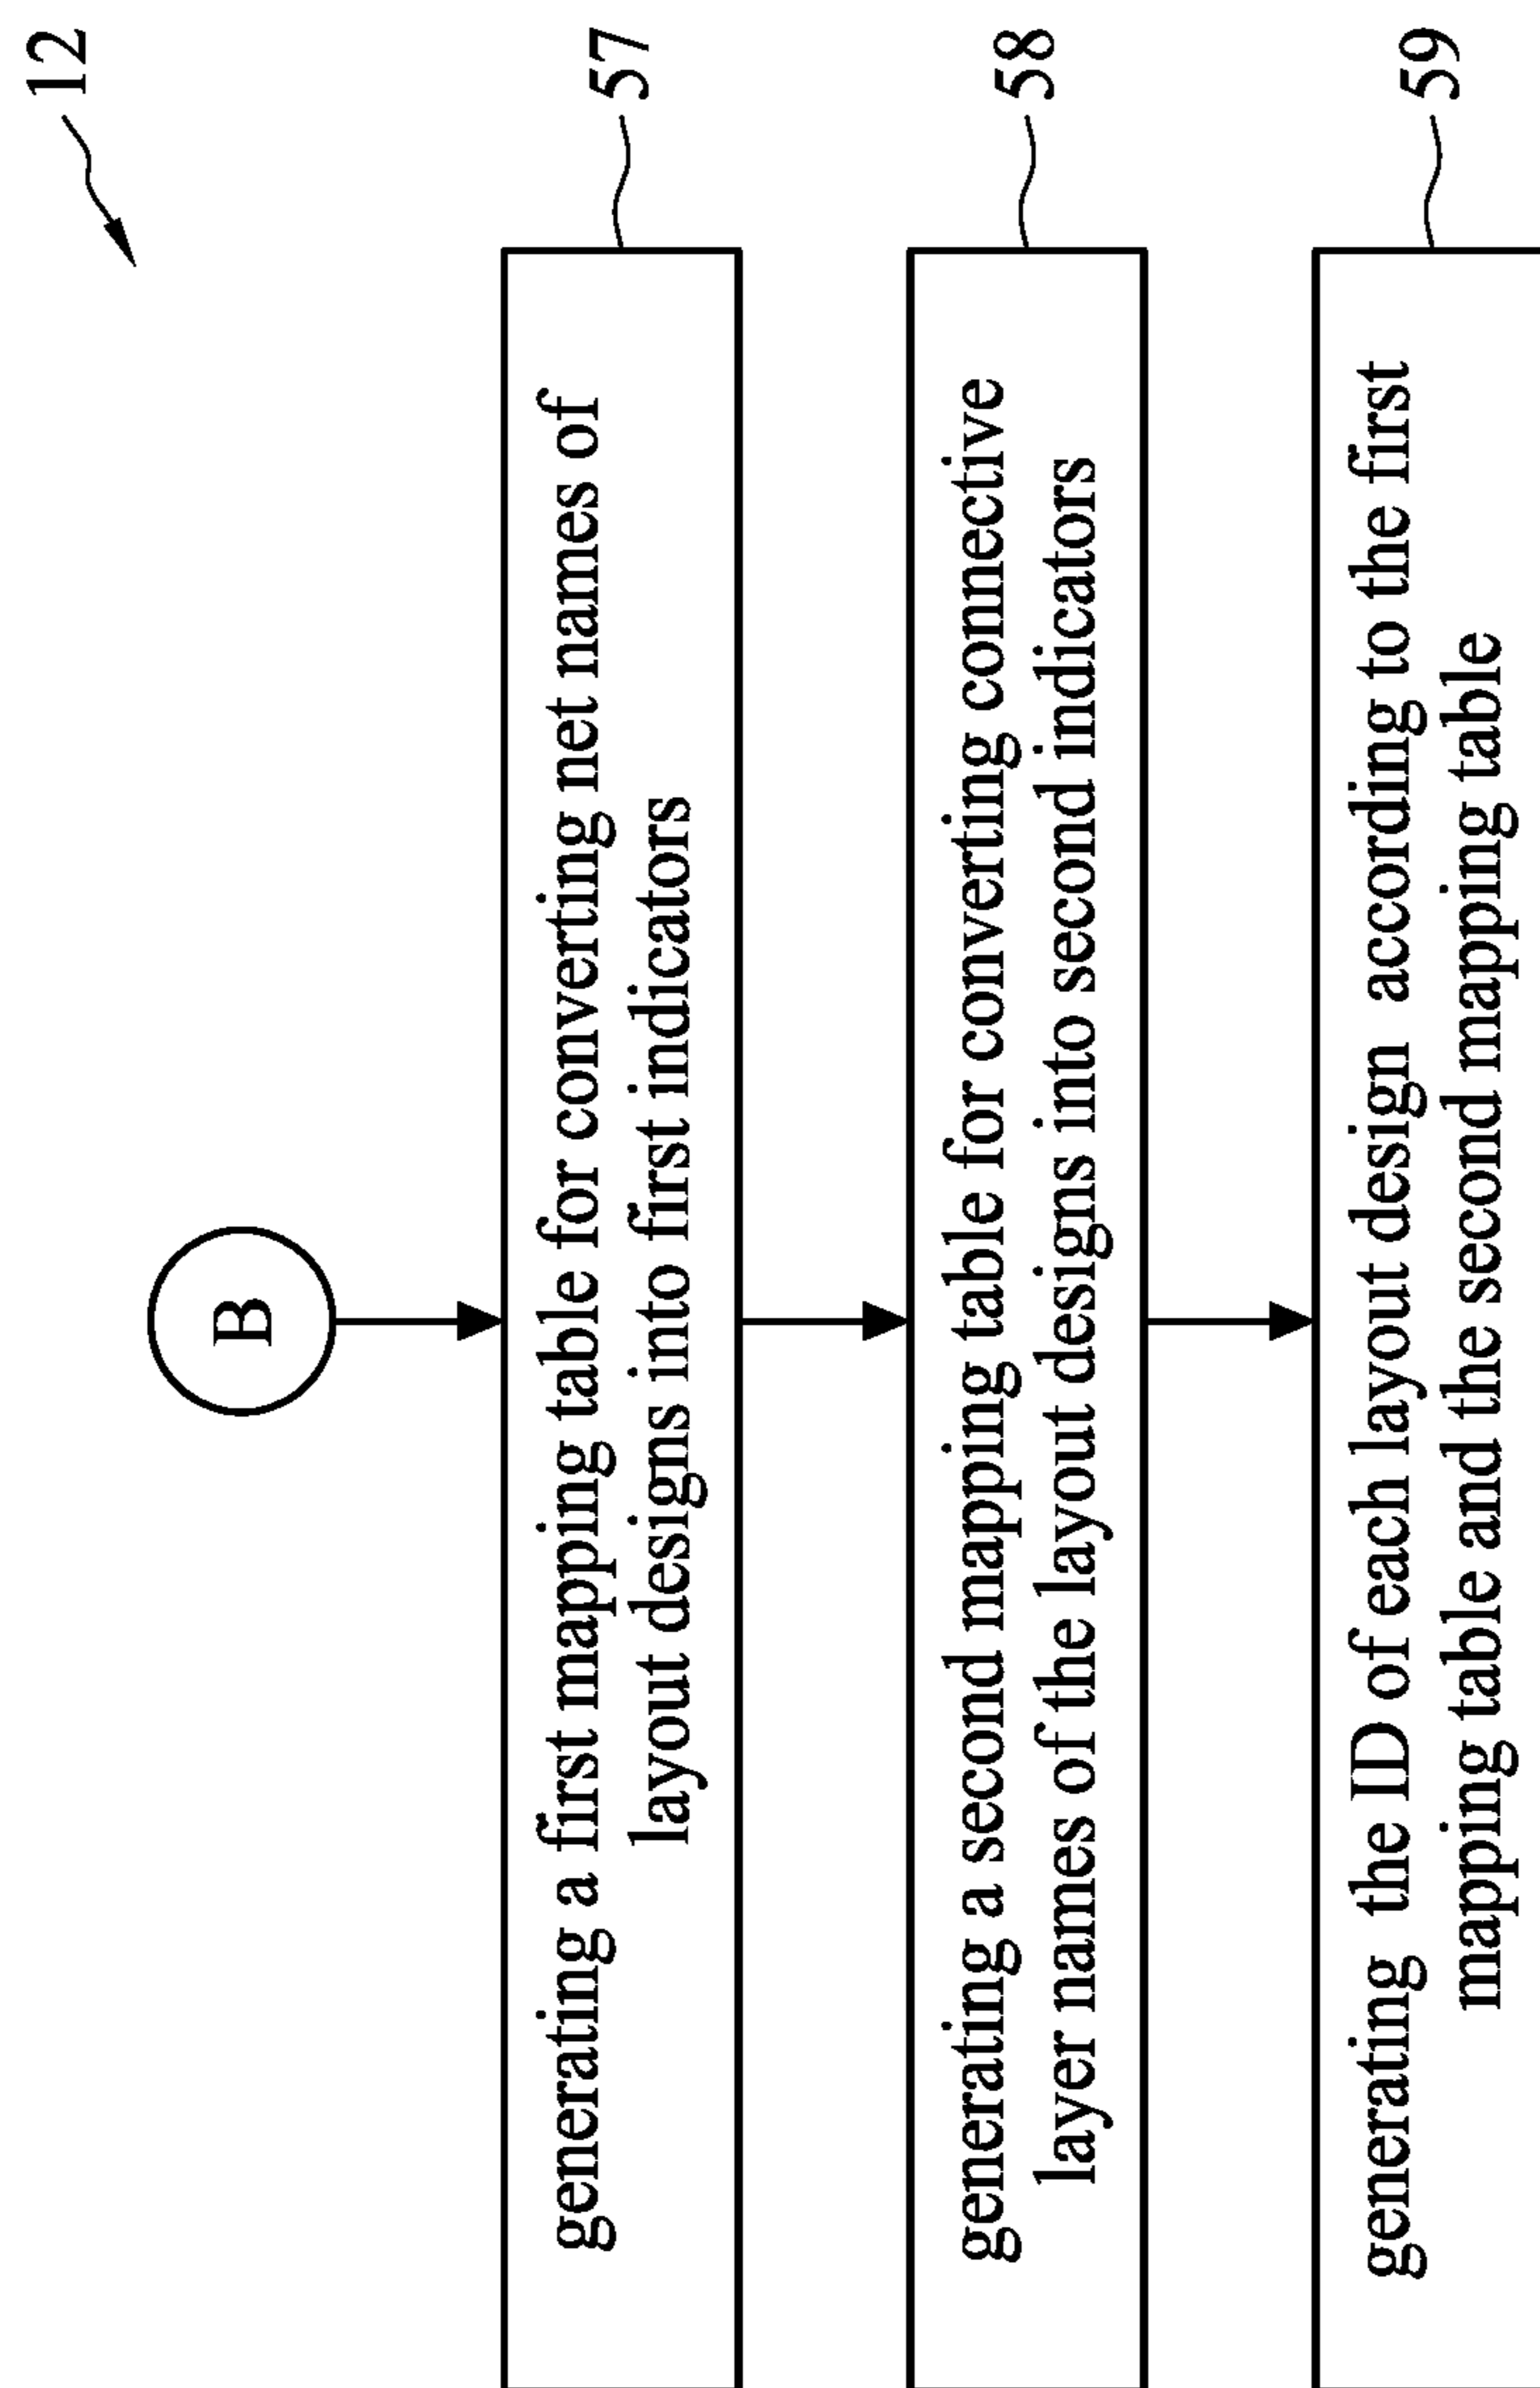 12
B
generating a first mapping table for converting net names of
layout designs into first indicators
57
generating a second mapping table for converting connective
layer names of the layout designs into second indicators
58
generating the ID of each layout design according to the first
mapping table and the second mapping table
59